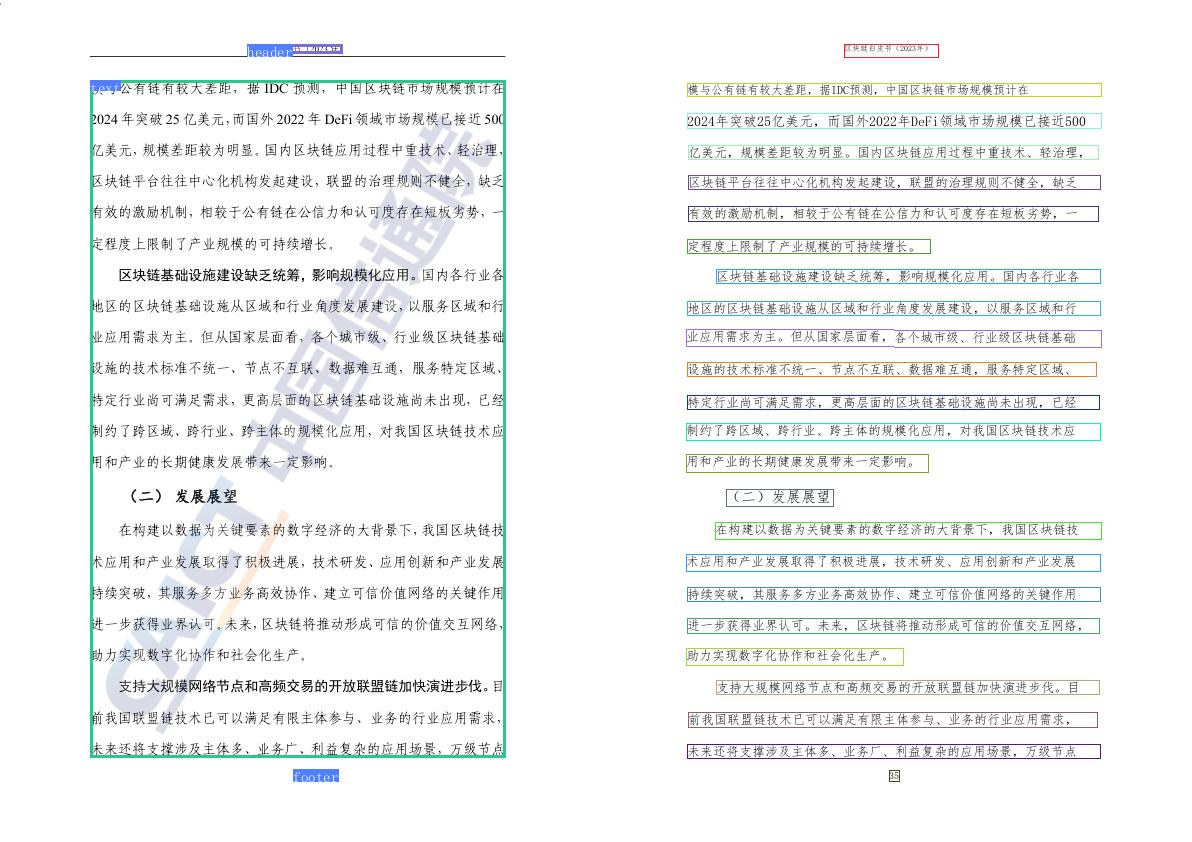 header
书（2023年）
text
公有链有较大差距，据 IDC 预测，中国区块链市场规模预计在
2024 年突破 25 亿美元，而国外 2022 年 DeFi 领域市场规模已接近 500
亿美元，规模差距较为明显。国内区块链应用过程中重技术、轻治理，
区块链平台往往中心化机构发起建设，联盟的治理规则不健全，缺乏
有效的激励机制，相较于公有链在公信力和认可度存在短板劣势，一
定程度上限制了产业规模的可持续增长。
区块链基础设施建设缺乏统筹，影响规模化应用。国内各行业各
地区的区块链基础设施从区域和行业角度发展建设，以服务区域和行
业应用需求为主。但从国家层面看，各个城市级、行业级区块链基础
设施的技术标准不统一、节点不互联、数据难互通，服务特定区域、
特定行业尚可满足需求，更高层面的区块链基础设施尚未出现，已经
制约了跨区域、跨行业、跨主体的规模化应用，对我国区块链技术应
用和产业的长期健康发展带来一定影响。
（二） 发展展望
在构建以数据为关键要素的数字经济的大背景下，我国区块链技
术应用和产业发展取得了积极进展，技术研发、应用创新和产业发展
持续突破，其服务多方业务高效协作、建立可信价值网络的关键作用
进一步获得业界认可。未来，区块链将推动形成可信的价值交互网络，
助力实现数字化协作和社会化生产。
支持大规模网络节点和高频交易的开放联盟链加快演进步伐。目
前我国联盟链技术已可以满足有限主体参与、业务的行业应用需求，
未来还将支撑涉及主体多、业务广、利益复杂的应用场景，万级节点
footer
CAICT 中国信通院
区块链白皮书（2023年）
模与公有链有较大差距，据IDC预测，中国区块链市场规模预计在
2024年突破25亿美元，而国外2022年DeFi领域市场规模已接近500
亿美元，规模差距较为明显。国内区块链应用过程中重技术、轻治理，
区块链平台往往中心化机构发起建设，联盟的治理规则不健全，缺乏
有效的激励机制，相较于公有链在公信力和认可度存在短板劣势，一
定程度上限制了产业规模的可持续增长。
区块链基础设施建设缺乏统筹，影响规模化应用。国内各行业各
地区的区块链基础设施从区域和行业角度发展建设，以服务区域和行
业应用需求为主。但从国家层面看，各个城市级、行业级区块链基础
设施的技术标准不统一、节点不互联、数据难互通，服务特定区域、
特定行业尚可满足需求，更高层面的区块链基础设施尚未出现，已经
制约了跨区域、跨行业、跨主体的规模化应用，对我国区块链技术应
用和产业的长期健康发展带来一定影响。
（二）发展展望
在构建以数据为关键要素的数字经济的大背景下，我国区块链技
术应用和产业发展取得了积极进展，技术研发、应用创新和产业发展
持续突破，其服务多方业务高效协作、建立可信价值网络的关键作用
进一步获得业界认可。未来，区块链将推动形成可信的价值交互网络，
助力实现数字化协作和社会化生产。
支持大规模网络节点和高频交易的开放联盟链加快演进步伐。目
前我国联盟链技术已可以满足有限主体参与、业务的行业应用需求，
未来还将支撑涉及主体多、业务厂、利益复杂的应用场景，万级节点
35